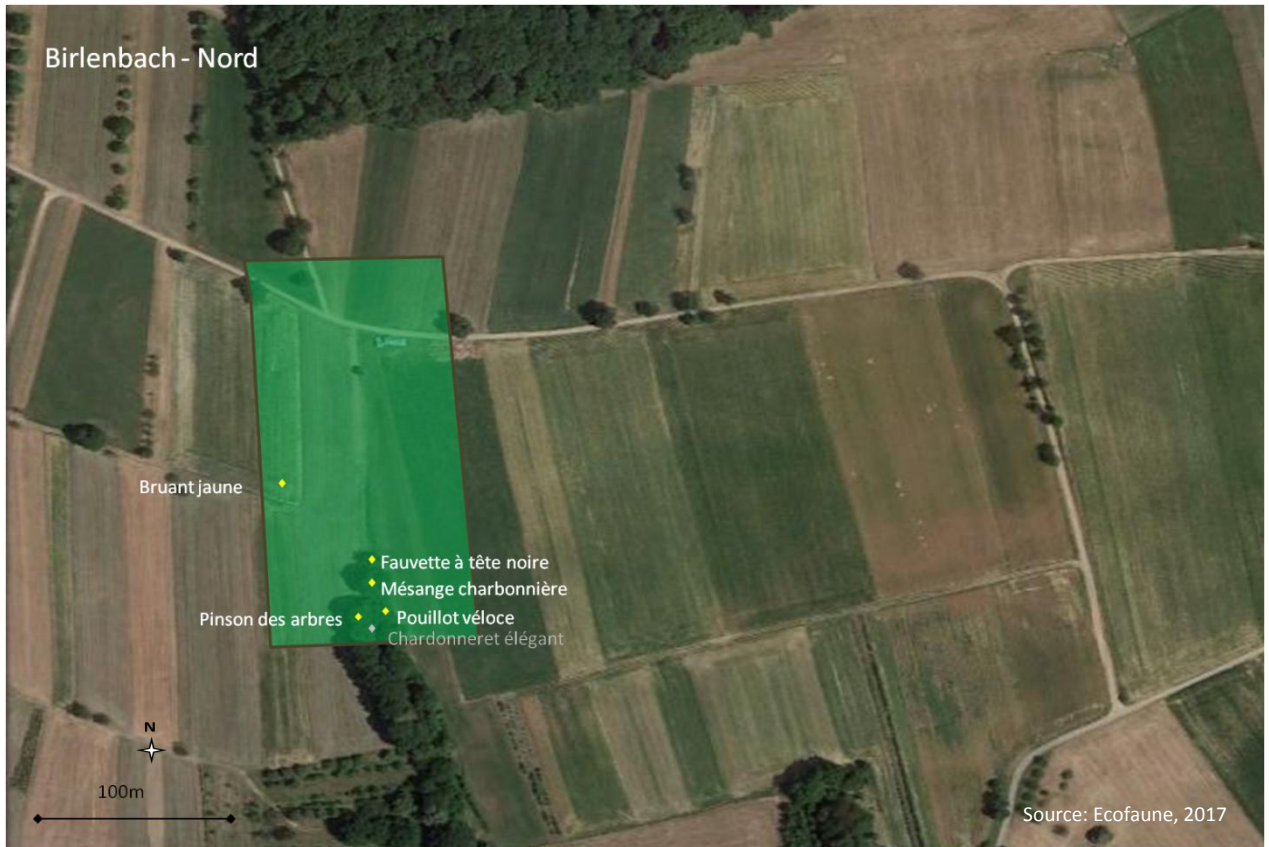 Birlenbach - Nord
Bruant jaune
Fauvette à tête noire
Mésange charbonnière
Pinson des arbres
Pouillot véloce
Chardonneret élégant
N
100m
Source: Ecofaune, 2017